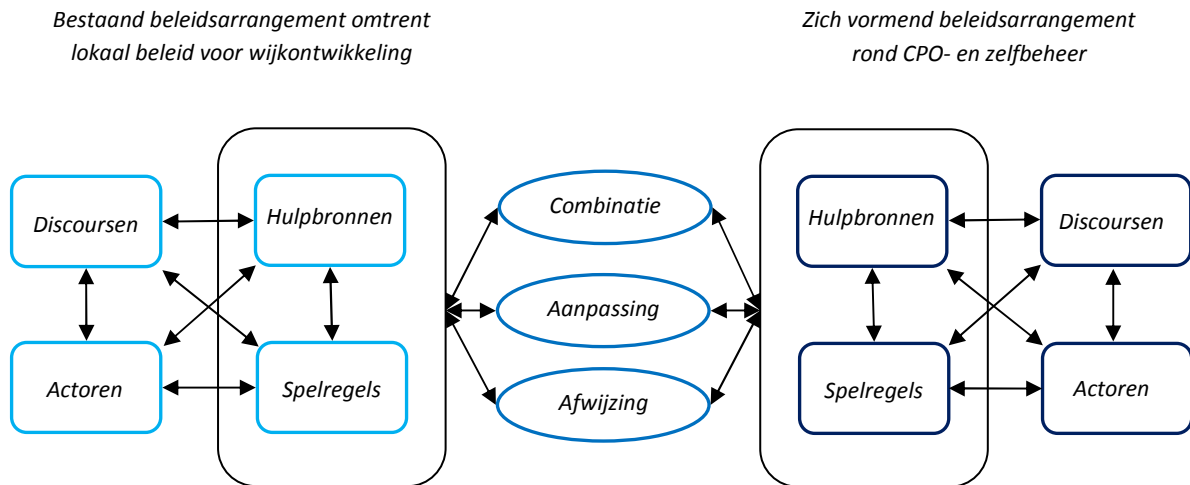 Bestaand beleidsarrangement omtrent
lokaal beleid voor wijkontwikkeling
Zich vormend beleidsarrangement
rond CPO- en zelfbeheer
Discoursen
Hulpbronnen
Combinatie
Hulpbronnen
Discoursen
Aanpassing
Actoren
Spelregels
Afwijzing
Spelregels
Actoren